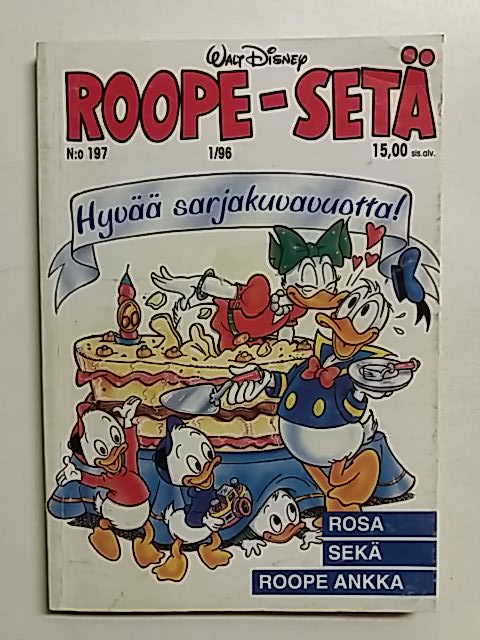 Walt Disney
ROOPE-SETÄ
N:o 197 1/96 15,00 sis.alv.
Hyvää sarjakuvavuotta!
ROSA
SEKÄ
ROOPE ANKKA